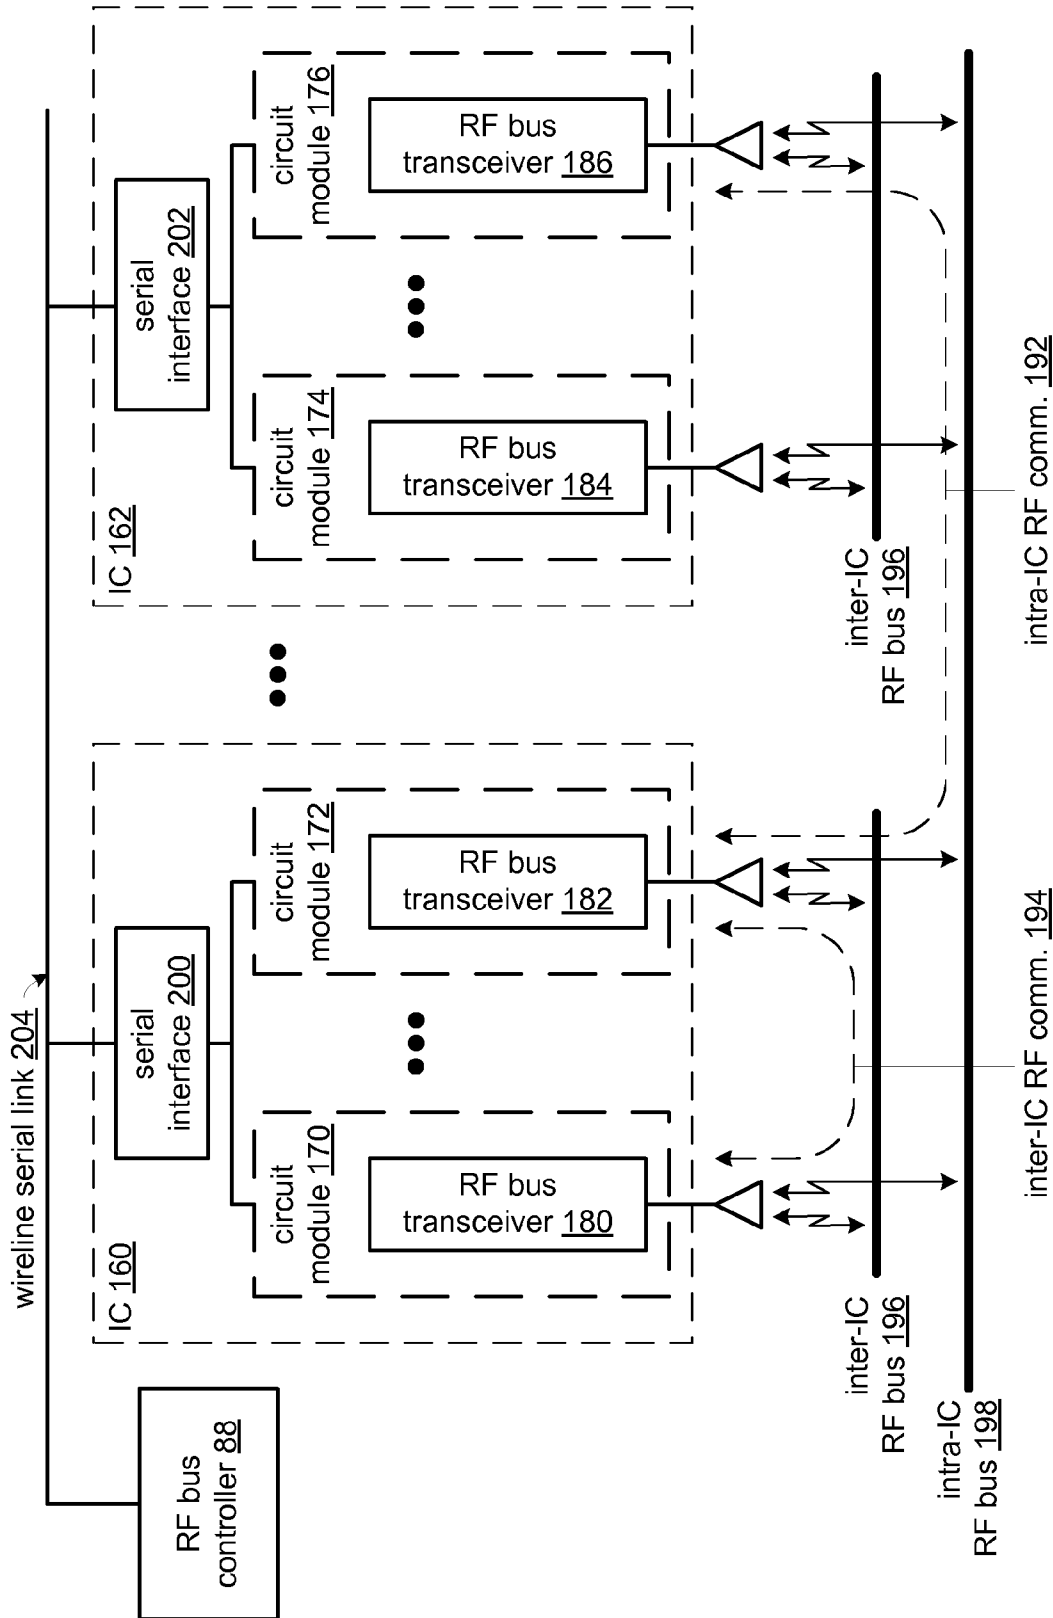 wireline serial link 204
RF bus
controller 88
IC 160
serial
interface 200
circuit
module 170
RF bus
transceiver 180
circuit
module 172
RF bus
transceiver 182
IC 162
serial
interface 202
circuit
module 174
RF bus
transceiver 184
circuit
module 176
RF bus
transceiver 186
inter-IC
RF bus 196
inter-IC
RF bus 196
intra-IC
RF bus 198
inter-IC RF comm. 194
intra-IC RF comm. 192